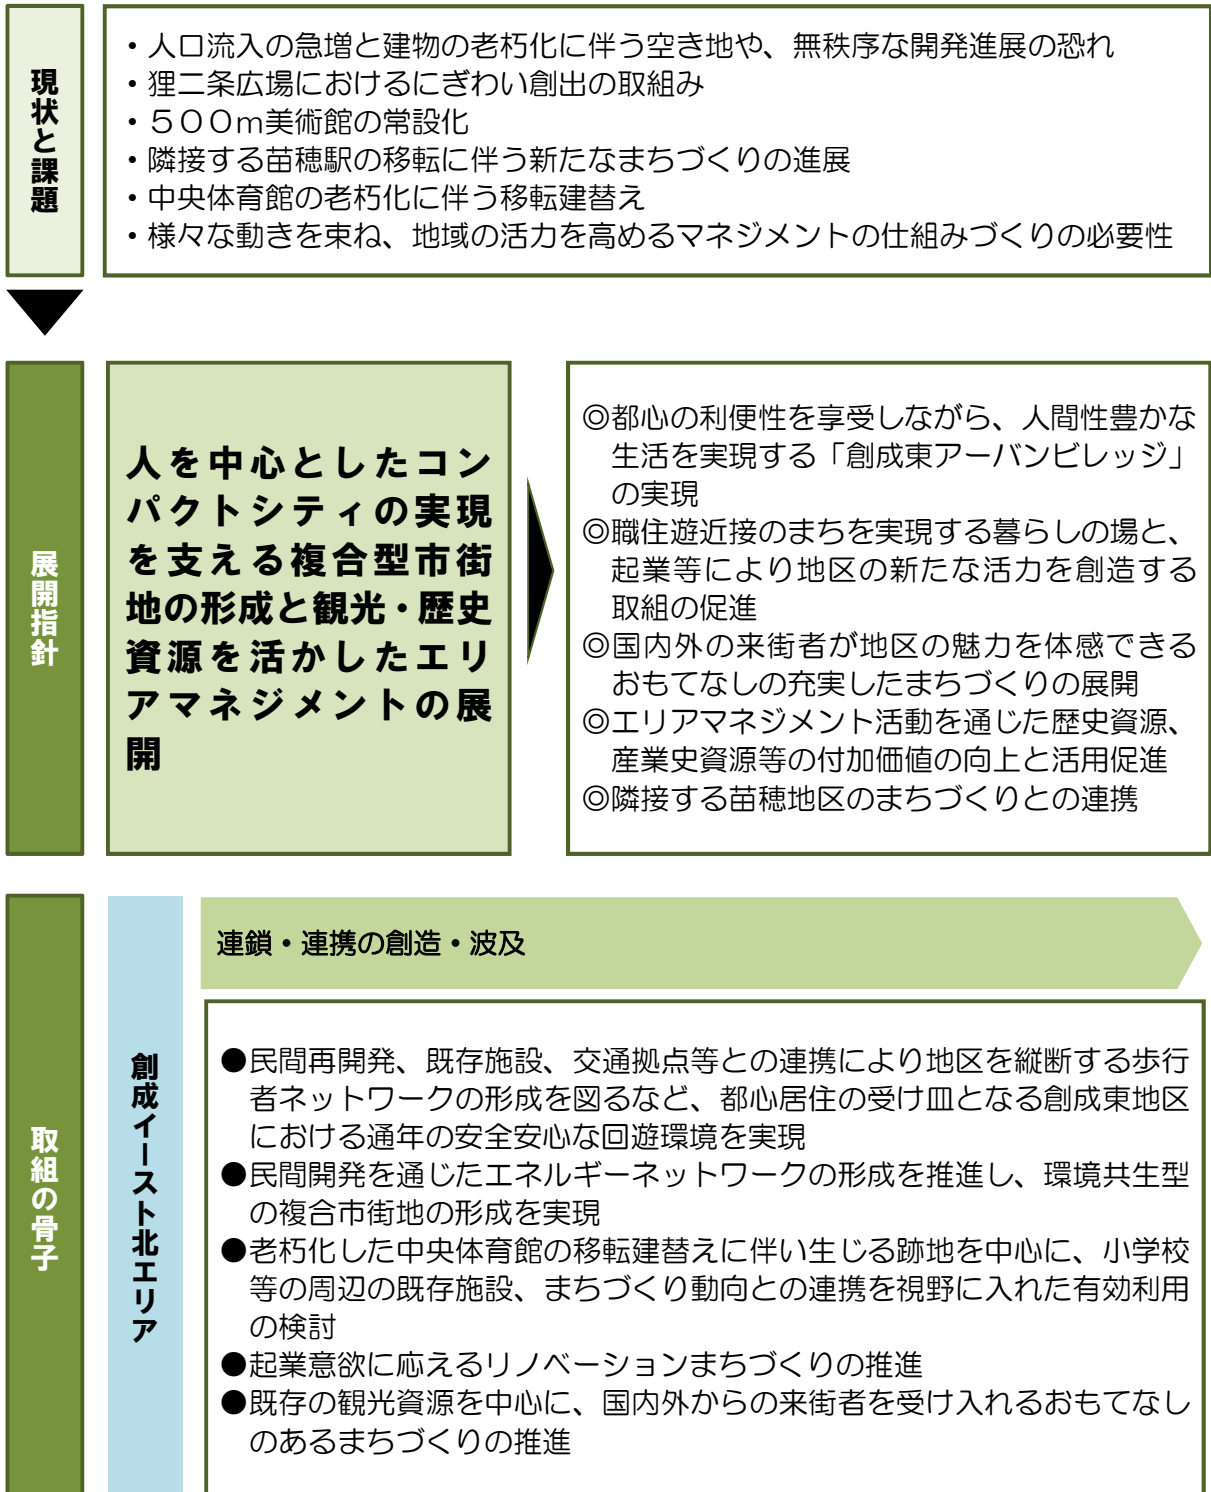 現状と課題
・人口流入の急増と建物の老朽化に伴う空き地や、無秩序な開発進展の恐れ
・狸二条広場におけるにぎわい創出の取組み
・５００ｍ美術館の常設化
・隣接する苗穂駅の移転に伴う新たなまちづくりの進展
・中央体育館の老朽化に伴う移転建替え
・様々な動きを束ね、地域の活力を高めるマネジメントの仕組みづくりの必要性
展開指針
人を中心としたコン
パクトシティの実現
を支える複合型市街
地の形成と観光・歴史
資源を活かしたエリ
アマネジメントの展
開
◎都心の利便性を享受しながら、人間性豊かな
生活を実現する「創成東アーバンビレッジ」
の実現
◎職住遊近接のまちを実現する暮らしの場と、
起業等により地区の新たな活力を創造する
取組の促進
◎国内外の来街者が地区の魅力を体感できる
おもてなしの充実したまちづくりの展開
◎エリアマネジメント活動を通じた歴史資源、
産業史資源等の付加価値の向上と活用促進
◎隣接する苗穂地区のまちづくりとの連携
取組の骨子
創成イースト北エリア
連鎖・連携の創造・波及
●民間再開発、既存施設、交通拠点等との連携により地区を縦断する歩行
者ネットワークの形成を図るなど、都心居住の受け皿となる創成東地区
における通年の安全安心な回遊環境を実現
●民間開発を通じたエネルギーネットワークの形成を推進し、環境共生型
の複合市街地の形成を実現
●老朽化した中央体育館の移転建替えに伴い生じる跡地を中心に、小学校
等の周辺の既存施設、まちづくり動向との連携を視野に入れた有効利用
の検討
●起業意欲に応えるリノベーションまちづくりの推進
●既存の観光資源を中心に、国内外からの来街者を受け入れるおもてなし
のあるまちづくりの推進